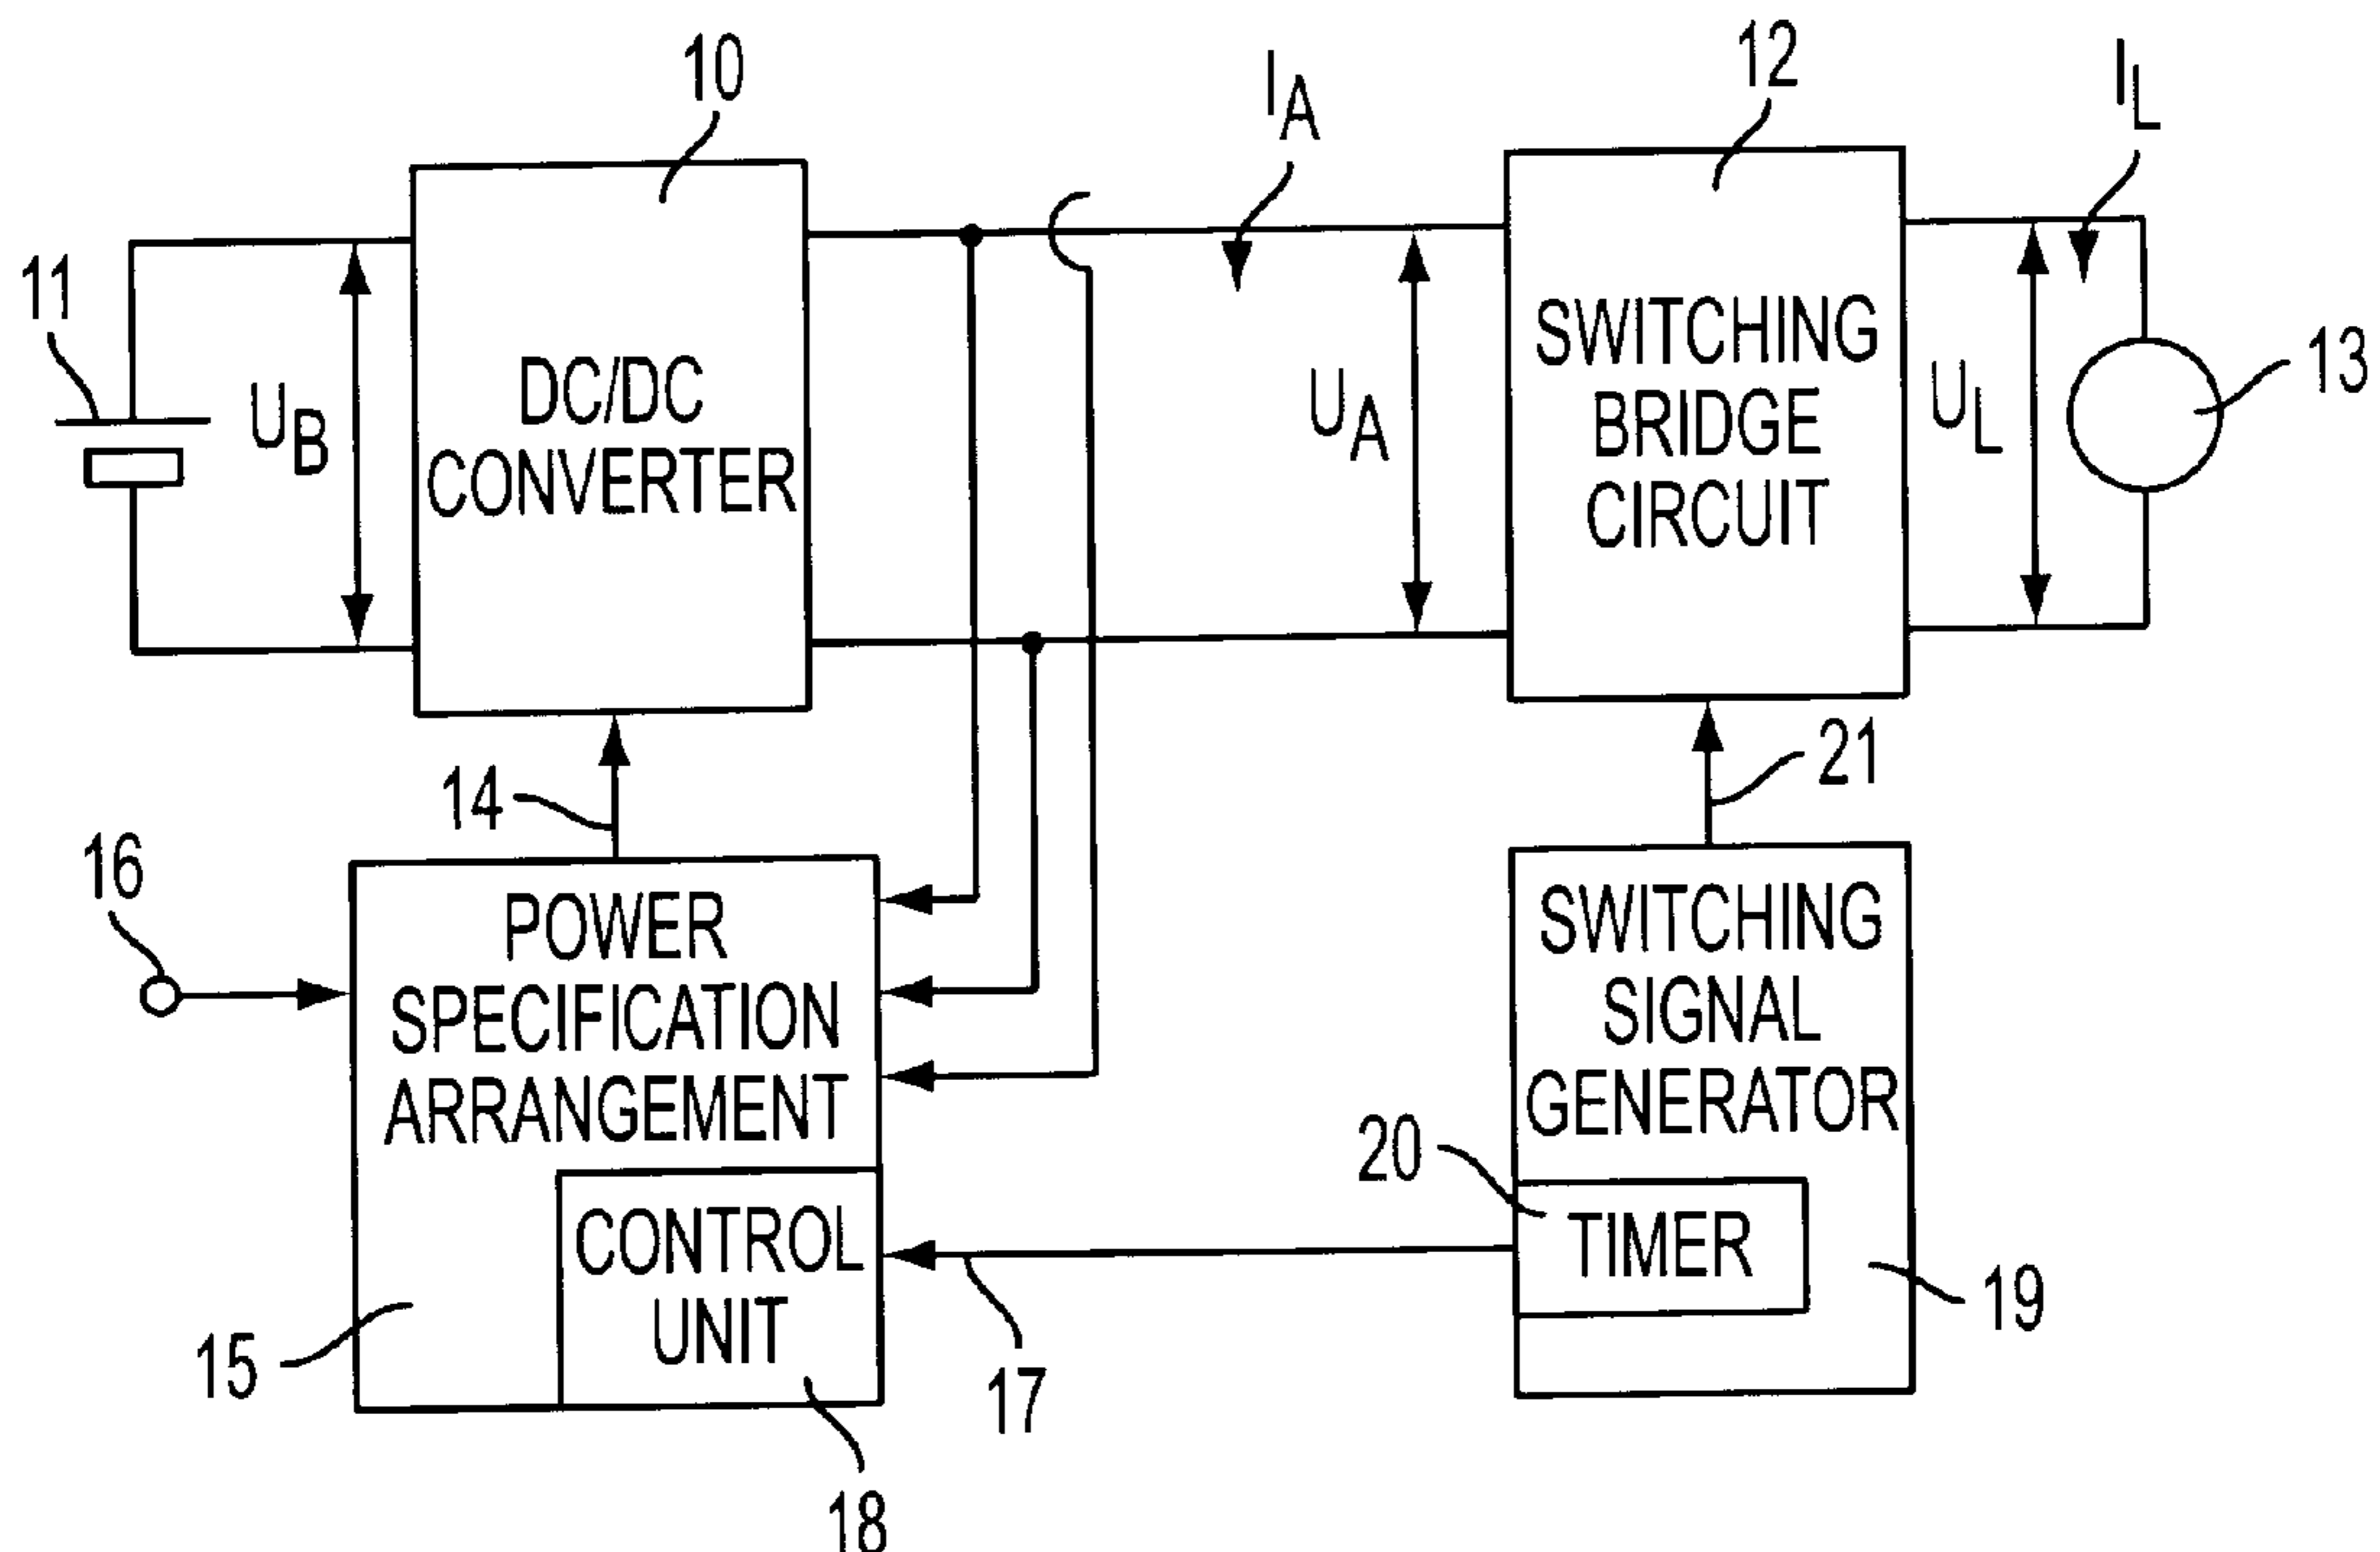 10
I_A
12
I_L
11
U_B
DC/DC
CONVERTER
U_A
SWITCHING
BRIDGE
CIRCUIT
U_L
13
14
21
16
POWER
SPECIFICATION
ARRANGEMENT
SWITCHING
SIGNAL
GENERATOR
20
TIMER
CONTROL
UNIT
15
17
19
18